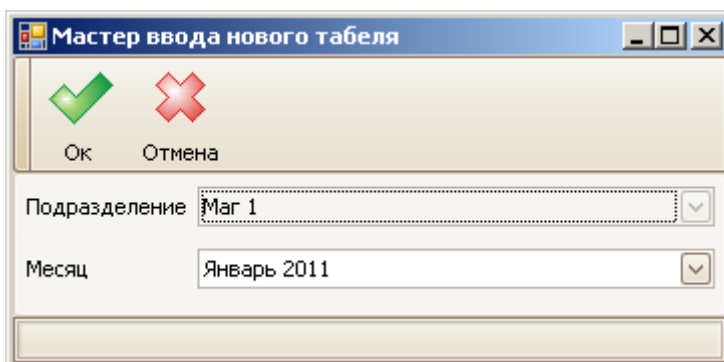 Мастер ввода нового табеля
Ок Отмена
Подразделение Маг 1
Месяц Январь 2011